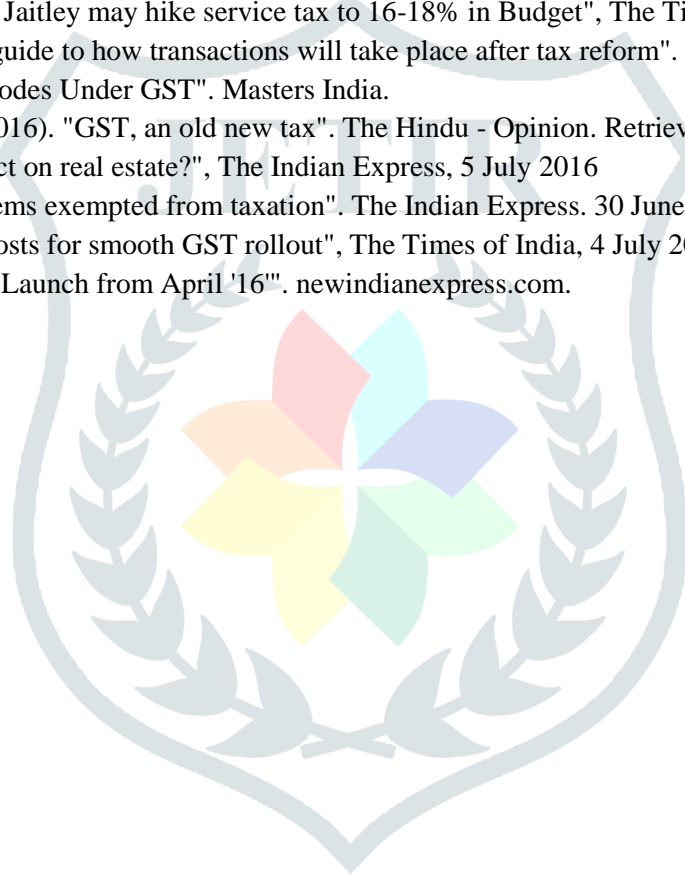 Jaitley may hike service tax to 16-18% in Budget", The Ti
guide to how transactions will take place after tax reform".
odes Under GST". Masters India.
016). "GST, an old new tax". The Hindu - Opinion. Retriev
ct on real estate?", The Indian Express, 5 July 2016
ems exempted from taxation". The Indian Express. 30 June
osts for smooth GST rollout", The Times of India, 4 July 20
Launch from April '16'". newindianexpress.com.
JETIR